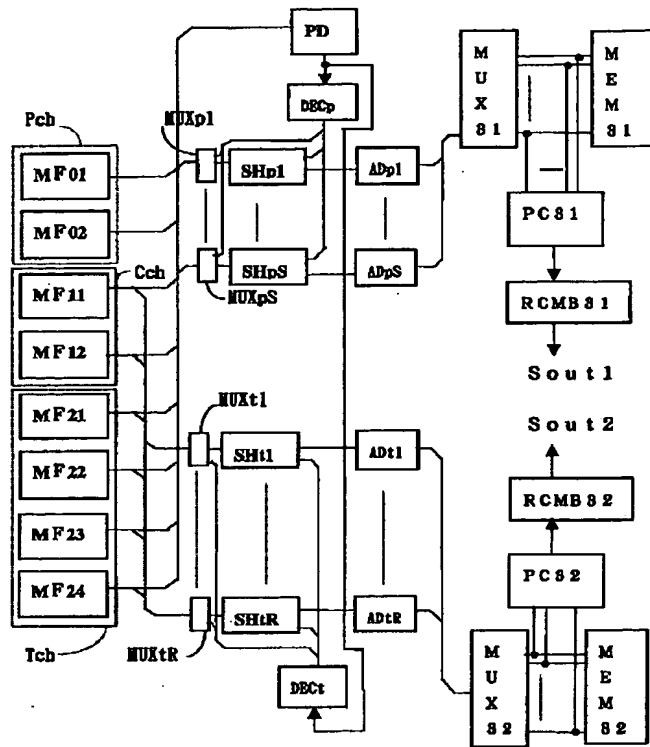 PD
DECp
MUXp1
Pch
MF01
MF02
SHp1
ADp1
SHpS
ADpS
MUXpS
Cch
MF11
MF12
MF21
MF22
MF23
MF24
Tch
MUXt1
SHt1
ADt1
SHtR
ADtR
MUXtR
DECt
MUX81
MEM81
PC81
RCMB81
Sout1
Sout2
RCMB82
PC82
MUX82
MEM82